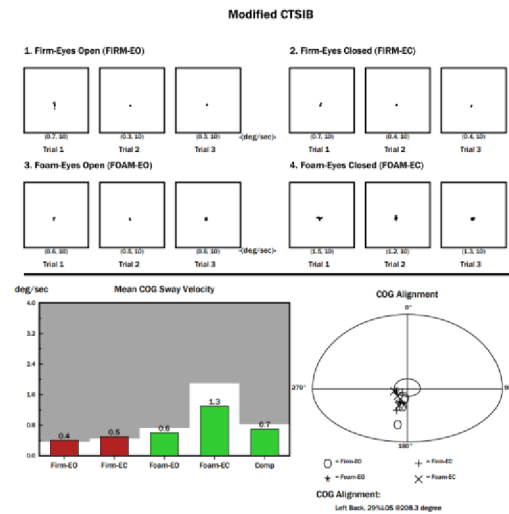 Modified CTSIB
1. Firm-Eyes Open (FIRM-EO)
2. Firm-Eyes Closed (FIRM-EC)
(0.7, 10) (0.3, 10) (0.3, 10) (deg/sec) (0.7, 10) (0.4, 10) (0.4, 10)
Trial 1 Trial 2 Trial 3 Trial 1 Trial 2 Trial 3
3. Foam-Eyes Open (FOAM-EO)
4. Foam-Eyes Closed (FOAM-EC)
(0.6, 10) (0.5, 10) (0.6, 10) (deg/sec) (1.5, 10) (1.2, 10) (1.3, 10)
Trial 1 Trial 2 Trial 3 Trial 1 Trial 2 Trial 3
deg/sec
Mean COG Sway Velocity
4.0
3.2
2.4
1.6
0.8
0.0
0.4 0.5 0.6 1.3 0.7
Firm-EO Firm-EC Foam-EO Foam-EC Comp
COG Alignment
0°
270°
180°
= Firm-EO
= Firm-EC
= Foam-EO
= Foam-EC
COG Alignment:
Left Back, 29%LOS @208.3 degree